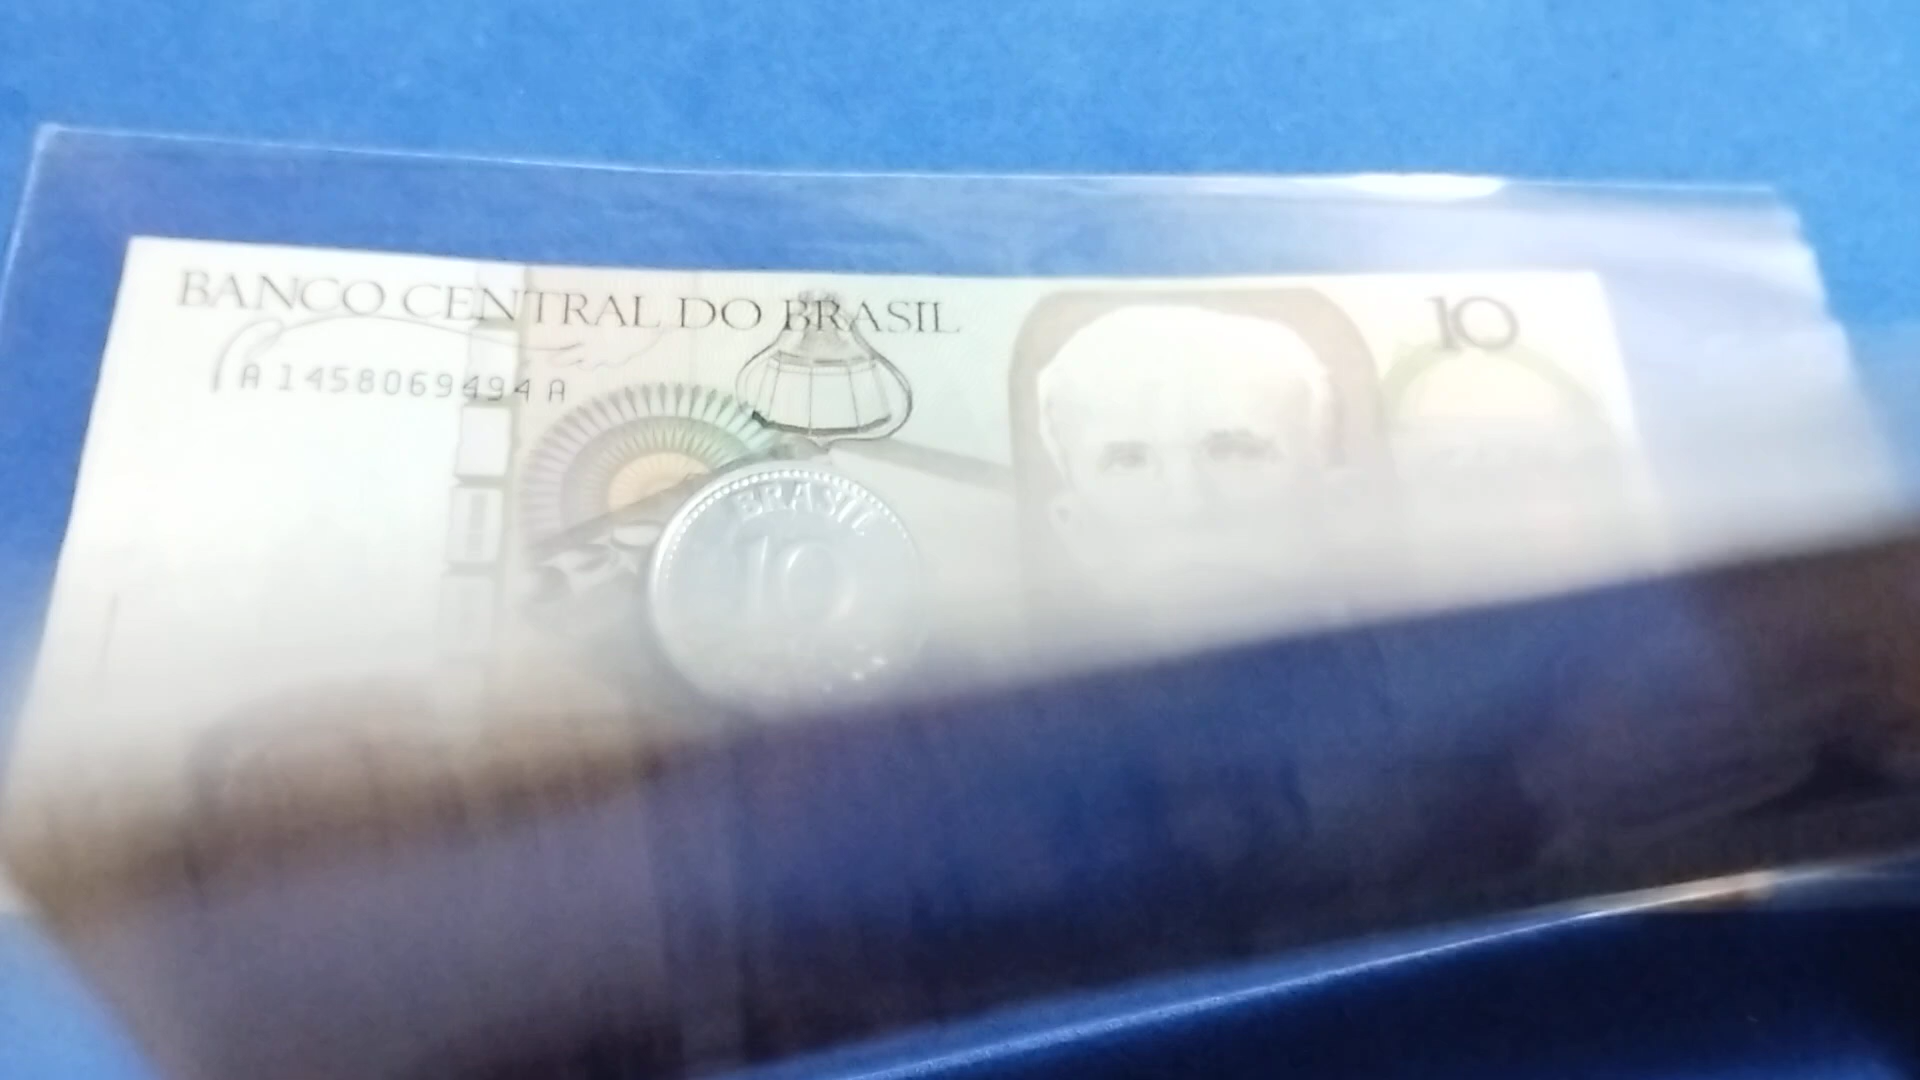 BANCO CENTRAL DO BRASIL
10
A 1458069494 A
BRASIL
10